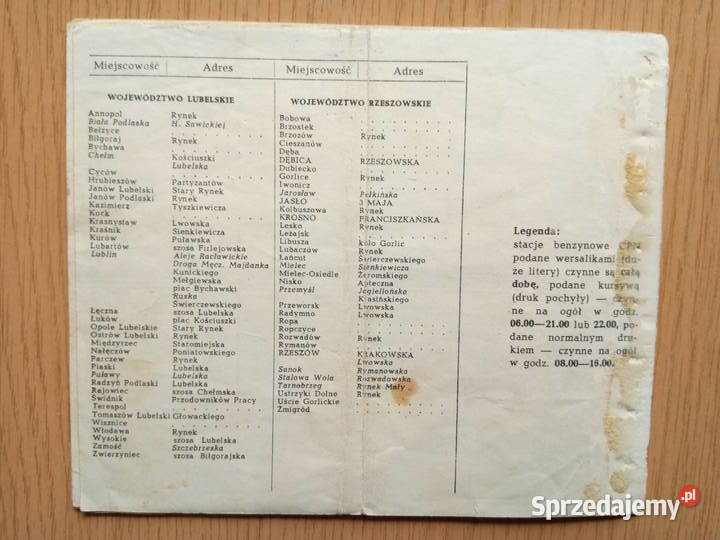 Miejscowość Adres Miejscowość Adres
WOJEWÓDZTWO LUBELSKIE
Annopol Rynek
Biała Podlaska H. Sawickiej
Bełżyce . . . . . . . . .
Biłgoraj Rynek
Bychawa . . . . . . . . .
Chełm Kościuszki
Lubelska
Cyców . . . . . . . . .
Hrubieszów Partyzantów
Janów Lubelski Stary Rynek
Janów Podlaski Rynek
Kazimierz Tyszkiewicza
Kock . . . . . . . . .
Krasnystaw Lwowska
Kraśnik Sienkiewicza
Kurów Puławska
Lubartów szosa Firlejowska
Lublin Aleje Racławickie
Droga Męcz. Majdanka
Kunickiego
Mełgiewska
plac Bychawski
Ruska
Świerczewskiego
Łęczna szosa Lubelska
Łuków plac Kościuszki
Opole Lubelskie Stary Rynek
Ostrów Lubelski Rynek
Międzyrzec Staromiejska
Nałęczów Poniatowskiego
Parczew Rynek
Piaski Lubelska
Puławy Lubelska
Radzyń Podlaski Lubelska
Rejowiec szosa Chełmska
Świdnik Przodowników Pracy
Terespol . . . . . . . . .
Tomaszów Lubelski Głowackiego
Wisznice . . . . . . . . .
Włodawa Rynek
Wysokie szosa Lubelska
Zamość Szczebrzeska
Zwierzyniec szosa Biłgorajska
WOJEWÓDZTWO RZESZOWSKIE
Bobowa . . . . . . . . .
Brzostek . . . . . . . . .
Brzozów Rynek
Cieszanów . . . . . . . . .
Dęba . . . . . . . . .
DĘBICA RZESZOWSKA
Dubiecko . . . . . . . . .
Gorlice Rynek
Iwonicz . . . . . . . . .
Jarosław Pełkińska
JASŁO 3 MAJA
Kolbuszowa Rynek
KROSNO FRANCISZKAŃSKA
Lesko Rynek
Leżajsk . . . . . . . . .
Libusza koło Gorlic
Lubaczów Rynek
Łańcut Świerczewskiego
Mielec Sienkiewicza
Mielec-Osiedle Żeromskiego
Nisko Apteczna
Przemyśl Jagiellońska
Krasińskiego
Przeworsk Lwowska
Radymno Lwowska
Ropa . . . . . . . . .
Ropczyce . . . . . . . . .
Rozwadów Rynek
Rymanów . . . . . . . . .
RZESZÓW KRAKOWSKA
Lwowska
Sanok Rymanowska
Stalowa Wola Rozwadowska
Tarnobrzeg Rynek Mały
Ustrzyki Dolne Rynek
Uście Gorlickie . . . . . . . . .
Żmigród . . . . . . . . .
Legenda:
stacje benzynowe CPN
podane wersalikami (du-
że litery) czynne są całą
dobę, podane kursywą
(druk pochyły) — czyn-
ne na ogół w godz.
06.00—21.00 lub 22.00, po-
dane normalnym dru-
kiem — czynne na ogół
w godz. 08.00—16.00.
Sprzedajemy.pl